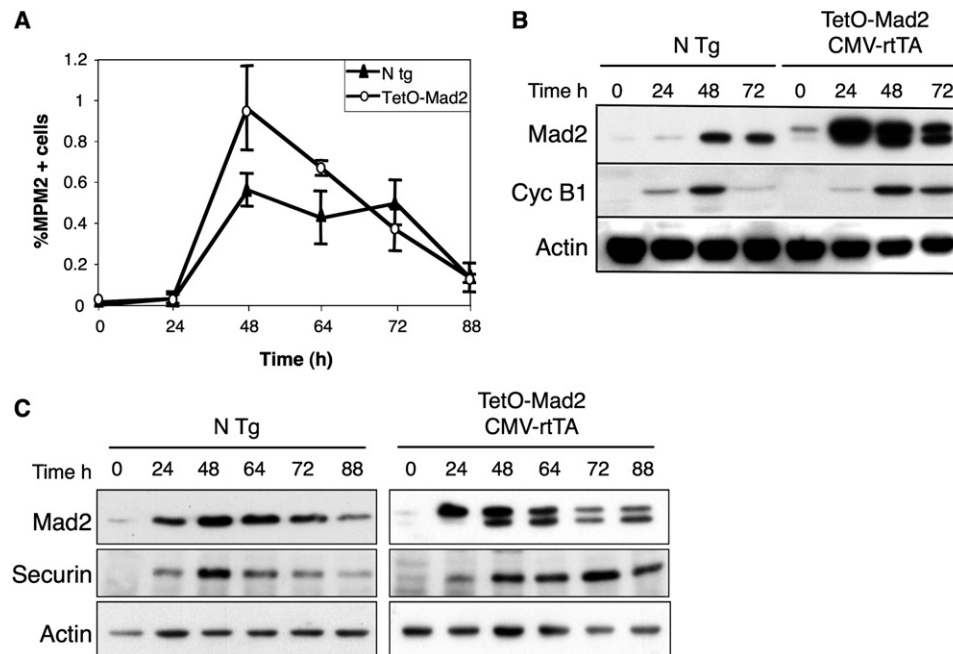 A
%MPM2 + cells
1.2
1
0.8
0.6
0.4
0.2
0
N tg
TetO-Mad2
0 24 48 64 72 88
Time (h)
B
N Tg
TetO-Mad2
CMV-rtTA
Time h 0 24 48 72 0 24 48 72
Mad2
Cyc B1
Actin
C
N Tg
TetO-Mad2
CMV-rtTA
Time h 0 24 48 64 72 88 0 24 48 64 72 88
Mad2
Securin
Actin